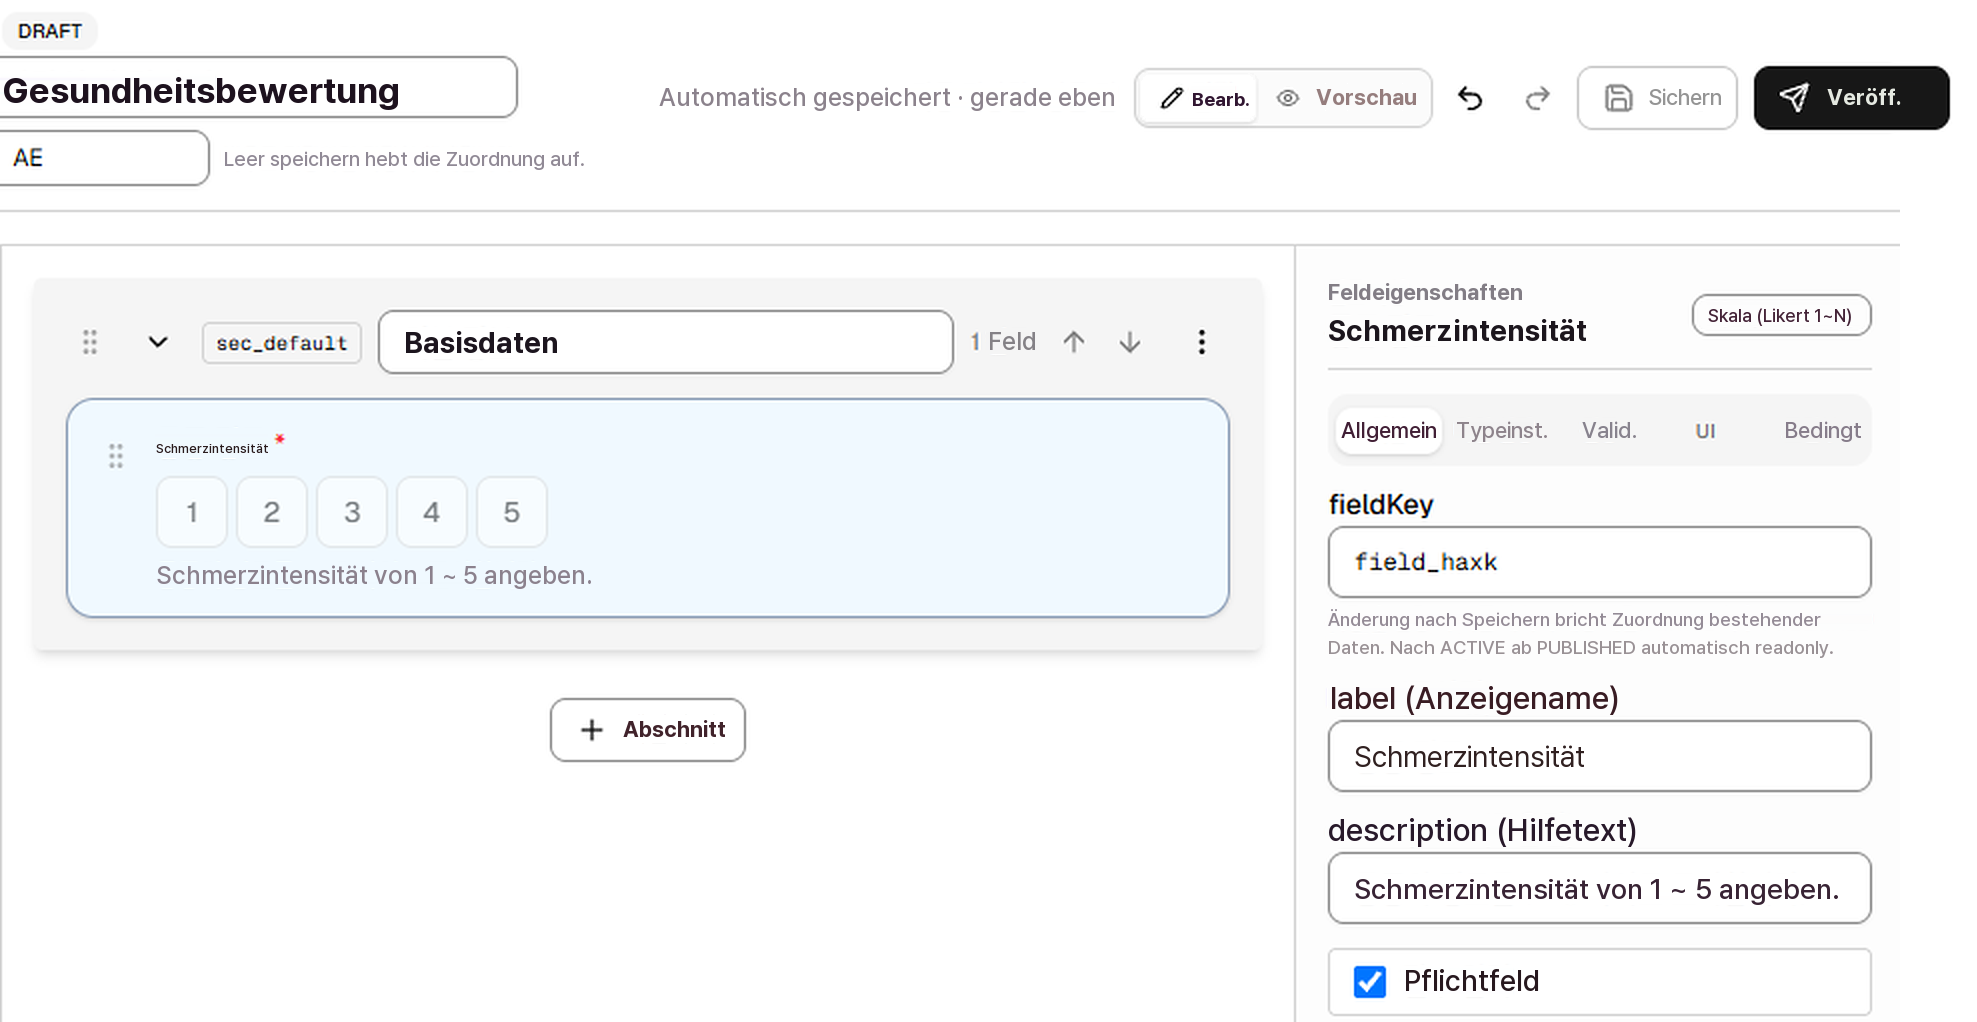 DRAFT
Gesundheitsbewertung
Automatisch gespeichert · gerade eben
Bearb.
Vorschau
Sichern
Veröff.
AE
Leer speichern hebt die Zuordnung auf.
sec_default
Basisdaten
1 Feld
Schmerzintensität *
1 2 3 4 5
Schmerzintensität von 1 ~ 5 angeben.
Abschnitt
Feldeigenschaften
Schmerzintensität
Skala (Likert 1~N)
Allgemein Typeinst. Valid. UI Bedingt
fieldKey
field_haxk
Änderung nach Speichern bricht Zuordnung bestehender
Daten. Nach ACTIVE ab PUBLISHED automatisch readonly.
label (Anzeigename)
Schmerzintensität
description (Hilfetext)
Schmerzintensität von 1 ~ 5 angeben.
Pflichtfeld